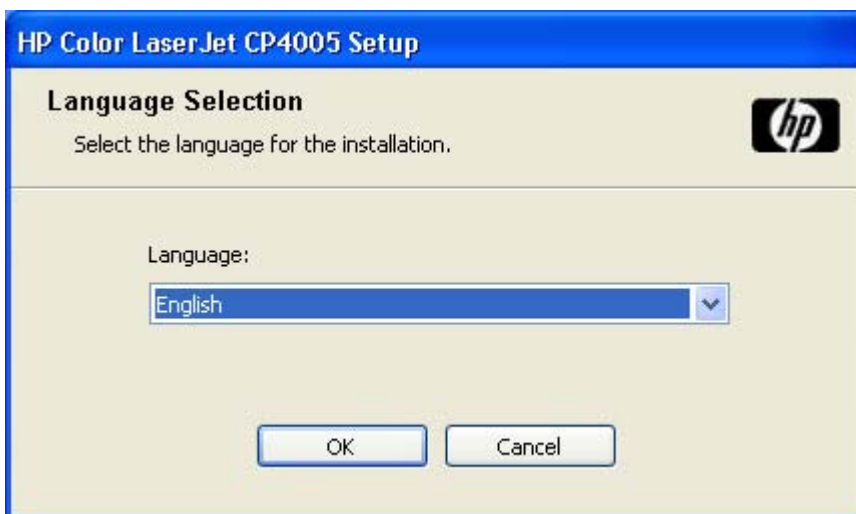 HP Color LaserJet CP4005 Setup
Language Selection
Select the language for the installation.
hp
Language:
English
OK
Cancel